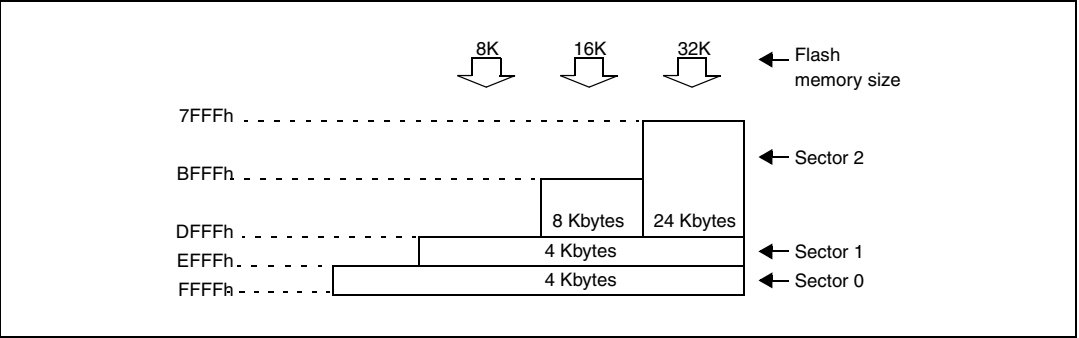 8K 16K 32K Flash
memory size
7FFFh
Sector 2
BFFFh
8 Kbytes 24 Kbytes
DFFFh
4 Kbytes Sector 1
EFFFh
4 Kbytes Sector 0
FFFFh